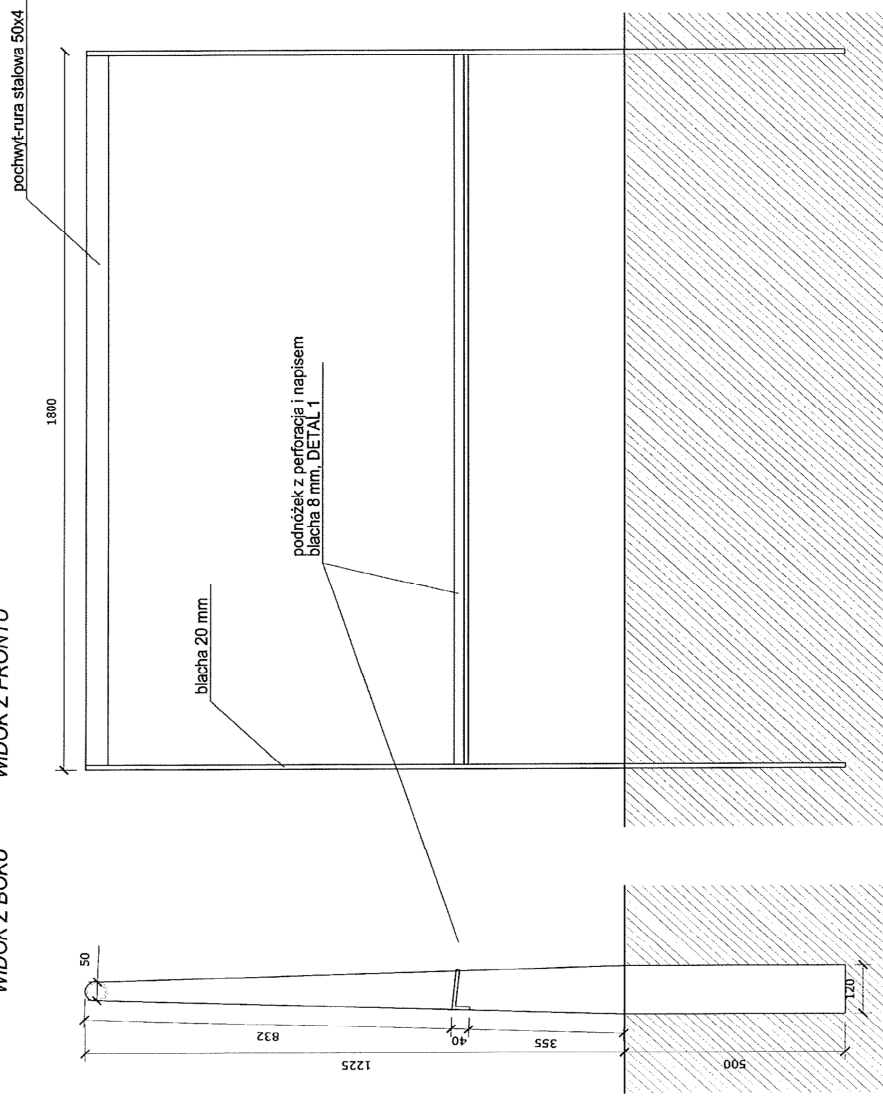 WIDOK Z BOKU
WIDOK Z FRONTU
pochwyt-rura stalowa 50x4
1800
blacha 20 mm
podnóżek z perforacja i napisem
blacha 8 mm, DETAL 1
50
832
40
355
1225
500
120